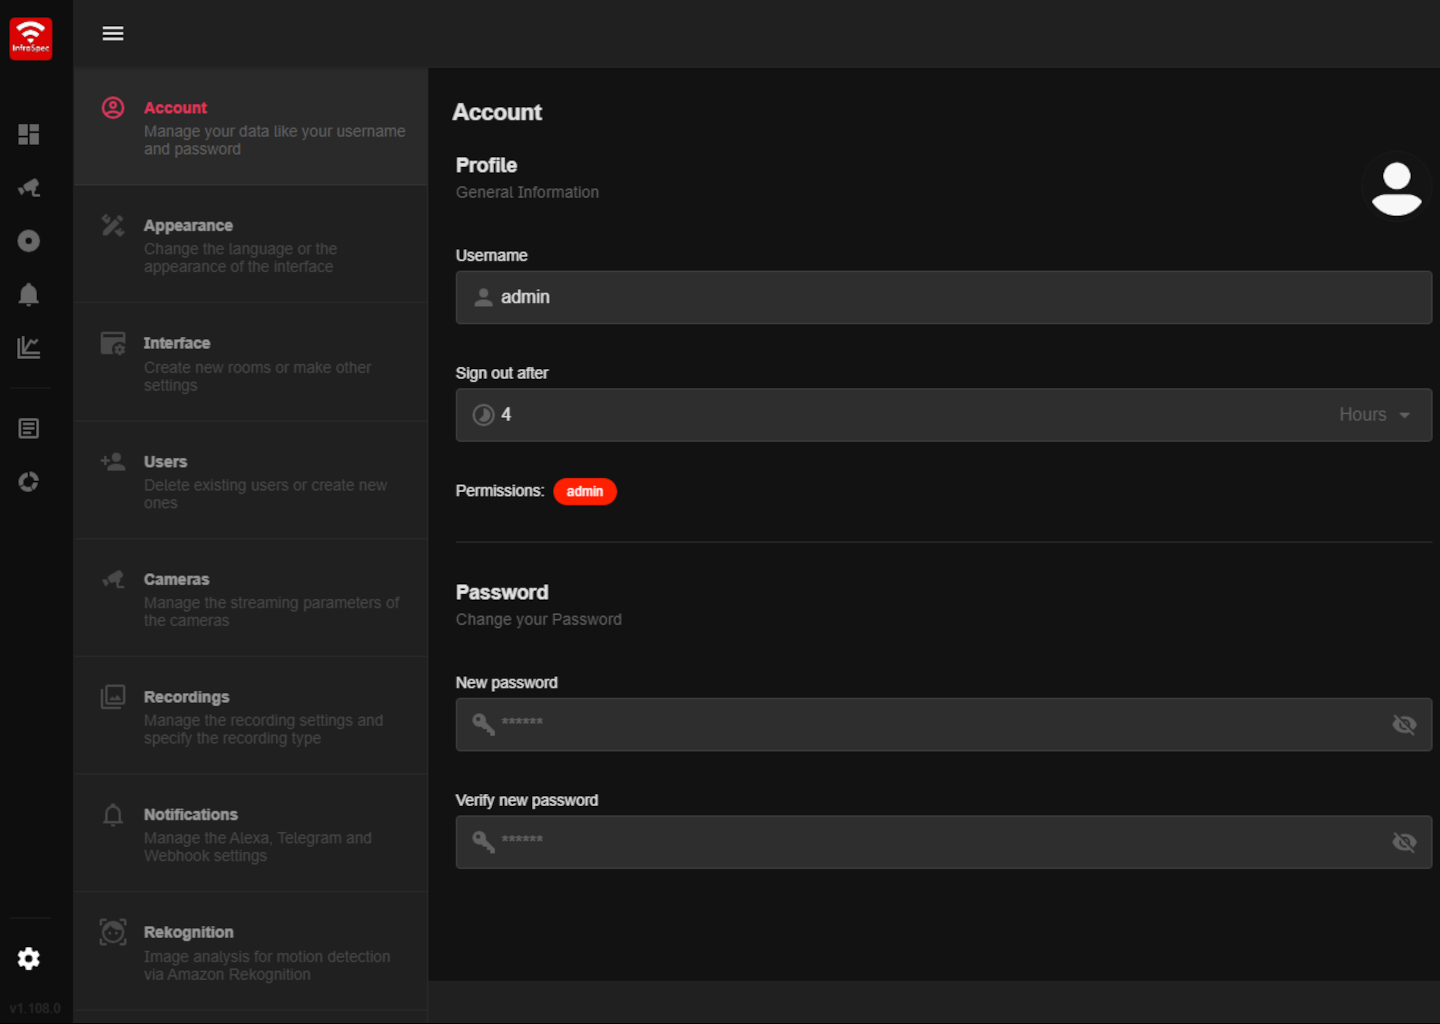 InfraSpec
Account
Manage your data like your username
and password
Appearance
Change the language or the
appearance of the interface
Interface
Create new rooms or make other
settings
Users
Delete existing users or create new
ones
Cameras
Manage the streaming parameters of
the cameras
Recordings
Manage the recording settings and
specify the recording type
Notifications
Manage the Alexa, Telegram and
Webhook settings
Rekognition
Image analysis for motion detection
via Amazon Rekognition
v1.108.0
Account
Profile
General Information
Username
admin
Sign out after
4 Hours
Permissions: admin
Password
Change your Password
New password
******
Verify new password
******